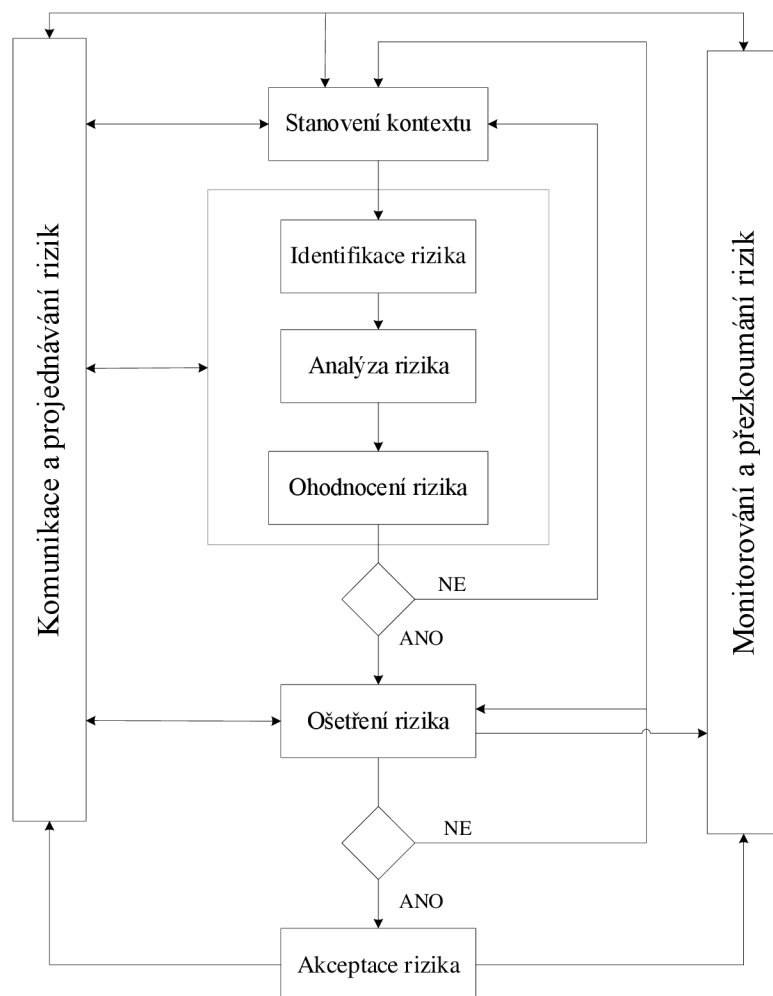 Komunikace a projednávání rizik
Stanovení kontextu
Identifikace rizika
Analýza rizika
Ohodnocení rizika
NE
ANO
Ošetření rizika
NE
ANO
Akceptace rizika
Monitorování a přezkoumání rizik